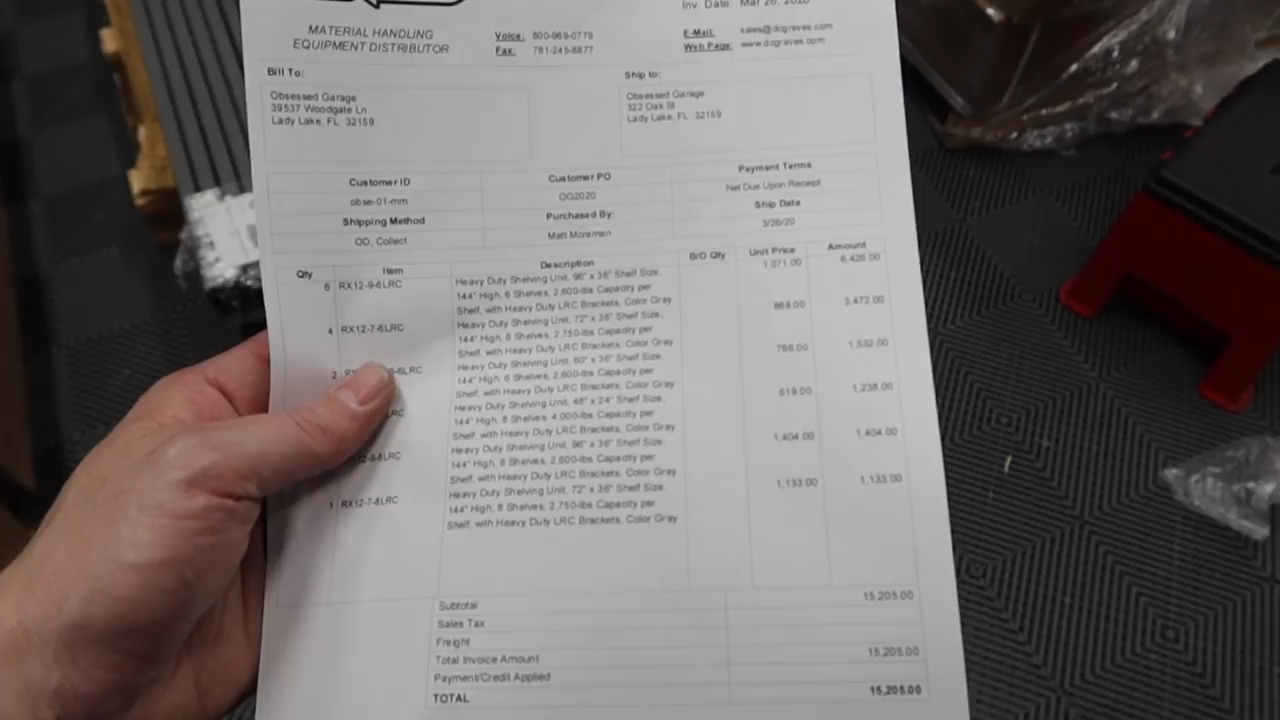 Inv. Date: Mar 26, 2020
MATERIAL HANDLING
EQUIPMENT DISTRIBUTOR
Voice: 800-969-0779
Fax: 781-245-8877
E-Mail: sales@dcgraves.com
Web Page: www.dcgraves.com
Bill To:
Obsessed Garage
39537 Woodgate Ln
Lady Lake, FL 32159
Ship to:
Obsessed Garage
322 Oak St
Lady Lake, FL 32159
Customer ID Customer PO Payment Terms
obse-01-mm OG2020 Net Due Upon Receipt
Shipping Method Purchased By: Ship Date
OD, Collect Matt Moreman 3/26/20
Qty Item Description B/O Qty Unit Price Amount
6 RX12-9-6LRC Heavy Duty Shelving Unit, 96" x 36" Shelf Size, 1,071.00 6,426.00
144" High, 6 Shelves, 2,600-lbs Capacity per
Shelf, with Heavy Duty LRC Brackets, Color Gray
4 RX12-7-6LRC Heavy Duty Shelving Unit, 72" x 36" Shelf Size, 868.00 3,472.00
144" High, 6 Shelves, 2,750-lbs Capacity per
Shelf, with Heavy Duty LRC Brackets, Color Gray
2 -6LRC Heavy Duty Shelving Unit, 60" x 36" Shelf Size, 766.00 1,532.00
144" High, 6 Shelves, 2,600-lbs Capacity per
Shelf, with Heavy Duty LRC Brackets, Color Gray
LRC Heavy Duty Shelving Unit, 48" x 24" Shelf Size, 619.00 1,238.00
144" High, 8 Shelves, 4,000-lbs Capacity per
Shelf, with Heavy Duty LRC Brackets, Color Gray
12-9-8LRC Heavy Duty Shelving Unit, 96" x 36" Shelf Size, 1,404.00 1,404.00
144" High, 8 Shelves, 2,600-lbs Capacity per
Shelf, with Heavy Duty LRC Brackets, Color Gray
1 RX12-7-8LRC Heavy Duty Shelving Unit, 72" x 36" Shelf Size, 1,133.00 1,133.00
144" High, 8 Shelves, 2,750-lbs Capacity per
Shelf, with Heavy Duty LRC Brackets, Color Gray
Subtotal 15,205.00
Sales Tax
Freight
Total Invoice Amount 15,205.00
Payment/Credit Applied
TOTAL 15,205.00